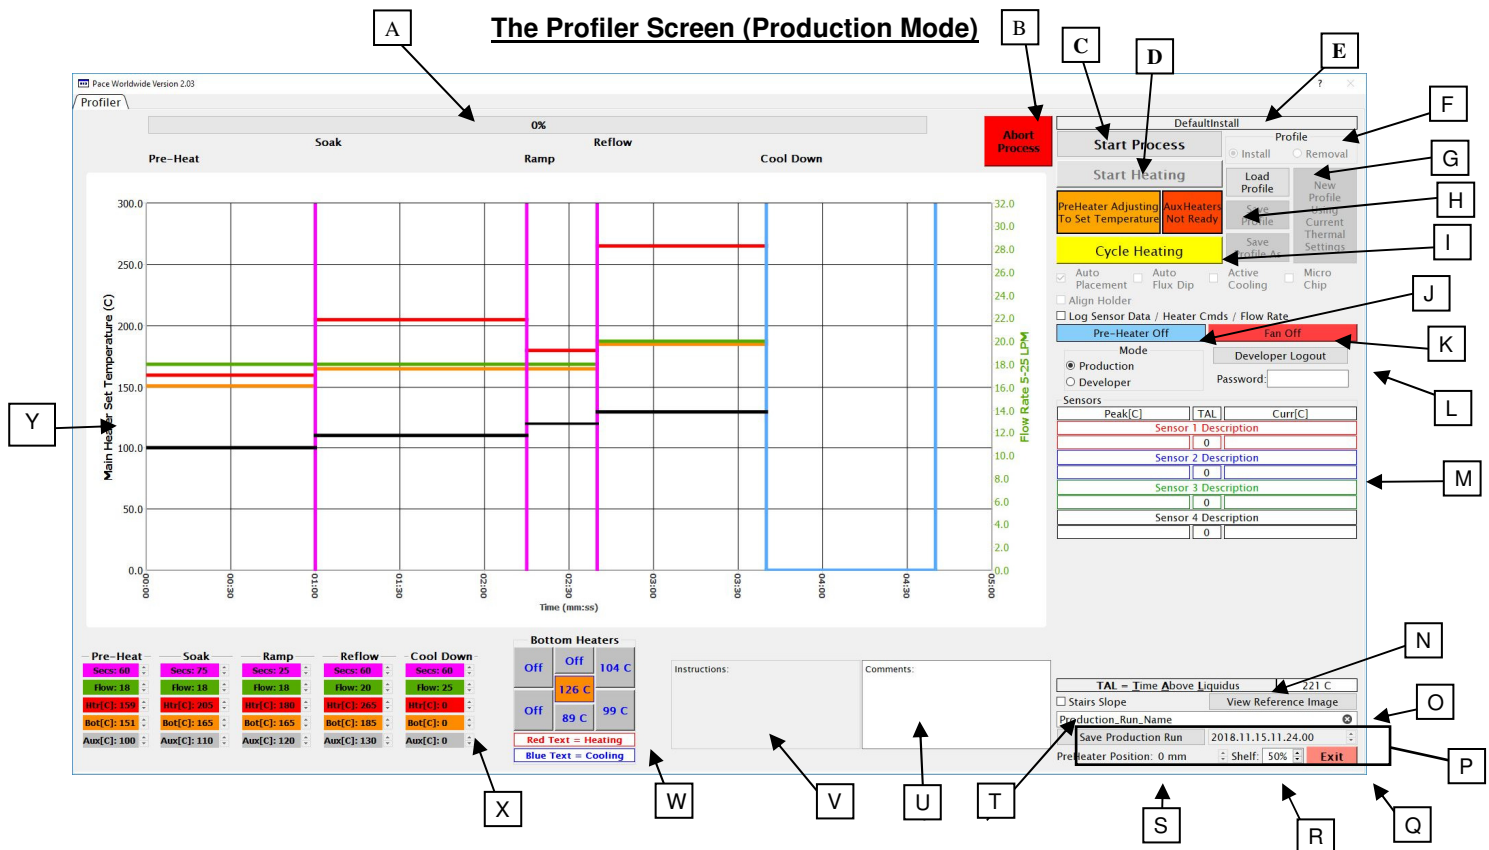 The Profiler Screen (Production Mode)
A
B
C
D
E
F
G
H
I
J
K
L
M
N
O
P
Q
R
S
T
U
V
W
X
Y
Pace Worldwide Version 2.03
?
Profiler
0%
Soak
Reflow
Pre-Heat
Ramp
Cool Down
Abort
Process
DefaultInstall
Start Process
Profile
Install
Removal
Start Heating
Load
Profile
New
Profile
Using
Current
Thermal
Settings
PreHeater Adjusting
To Set Temperature
AuxHeaters
Not Ready
Save
Profile
Cycle Heating
Save
Profile As
Auto
Placement
Auto
Flux Dip
Active
Cooling
Micro
Chip
Align Holder
Log Sensor Data / Heater Cmds / Flow Rate
Pre-Heater Off
Fan Off
Mode
Production
Developer
Developer Logout
Password:
Sensors
Peak[C]
TAL
Curr[C]
Sensor 1 Description
0
Sensor 2 Description
0
Sensor 3 Description
0
Sensor 4 Description
0
Main Heater Set Temperature (C)
300.0
250.0
200.0
150.0
100.0
50.0
0.0
32.0
30.0
28.0
26.0
24.0
22.0
20.0
18.0
16.0
14.0
12.0
10.0
8.0
6.0
4.0
2.0
0.0
Flow Rate 5-25 LPM
00:00
00:30
01:00
01:30
02:00
02:30
03:00
03:30
04:00
04:30
05:00
Time (mm:ss)
Pre-Heat
Soak
Ramp
Reflow
Cool Down
Secs: 60
Secs: 75
Secs: 25
Secs: 60
Secs: 60
Flow: 18
Flow: 18
Flow: 18
Flow: 20
Flow: 25
Htr[C]: 159
Htr[C]: 205
Htr[C]: 180
Htr[C]: 265
Htr[C]: 0
Bot[C]: 151
Bot[C]: 165
Bot[C]: 165
Bot[C]: 185
Bot[C]: 0
Aux[C]: 100
Aux[C]: 110
Aux[C]: 120
Aux[C]: 130
Aux[C]: 0
Bottom Heaters
Off
Off
104 C
126 C
Off
89 C
99 C
Red Text = Heating
Blue Text = Cooling
Instructions:
Comments:
TAL = Time Above Liquidus
221 C
Stairs Slope
View Reference Image
Production_Run_Name
Save Production Run
2018.11.15.11.24.00
PreHeater Position: 0 mm
Shelf:
50%
Exit